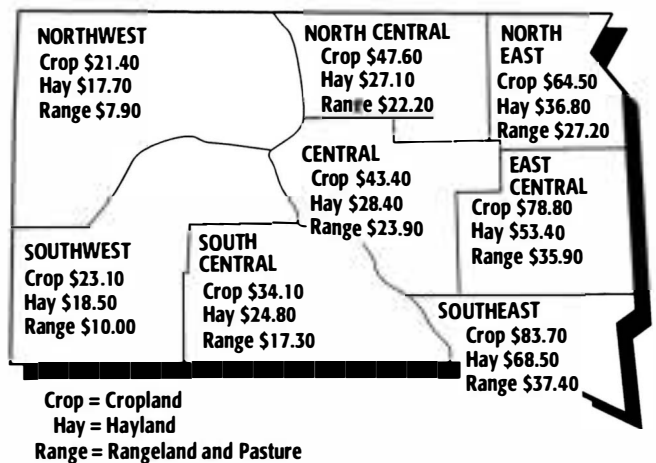 NORTHWEST
Crop $21.40
Hay $17.70
Range $7.90
NORTH CENTRAL
Crop $47.60
Hay $27.10
Range $22.20
NORTH
EAST
Crop $64.50
Hay $36.80
Range $27.20
CENTRAL
Crop $43.40
Hay $28.40
Range $23.90
EAST
CENTRAL
Crop $78.80
Hay $53.40
Range $35.90
SOUTHWEST
Crop $23.10
Hay $18.50
Range $10.00
SOUTH
CENTRAL
Crop $34.10
Hay $24.80
Range $17.30
SOUTHEAST
Crop $83.70
Hay $68.50
Range $37.40
Crop = Cropland
Hay = Hayland
Range = Rangeland and Pasture